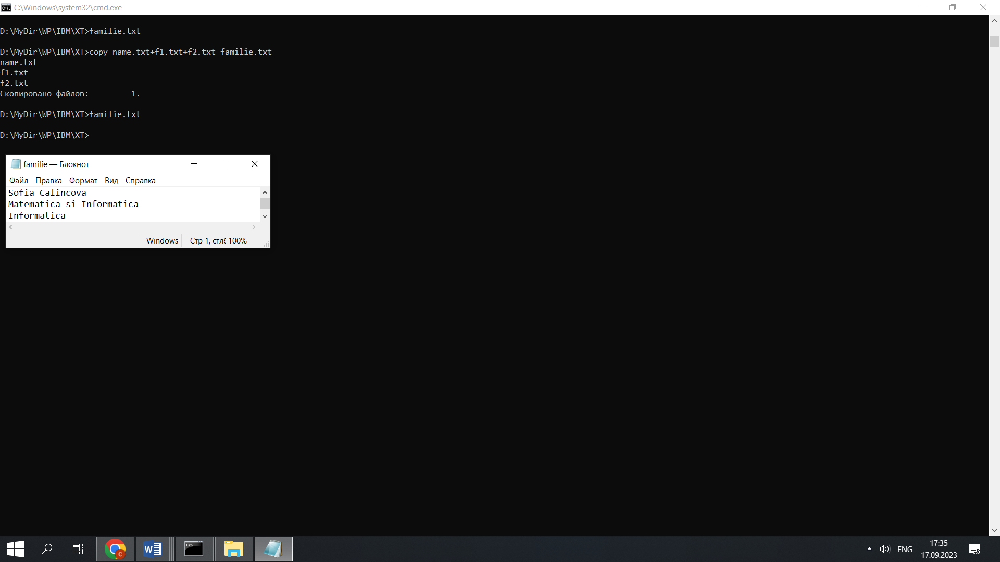 C:\Windows\system32\cmd.exe
D:\MyDir\WP\IBM\XT>familie.txt
D:\MyDir\WP\IBM\XT>copy name.txt+f1.txt+f2.txt familie.txt
name.txt
f1.txt
f2.txt
Скопировано файлов:         1.
D:\MyDir\WP\IBM\XT>familie.txt
D:\MyDir\WP\IBM\XT>
familie — Блокнот
Файл Правка Формат Вид Справка
Sofia Calincova
Matematica si Informatica
Informatica
Windows ( Стр 1, стлб 100%
ENG
17:35
17.09.2023